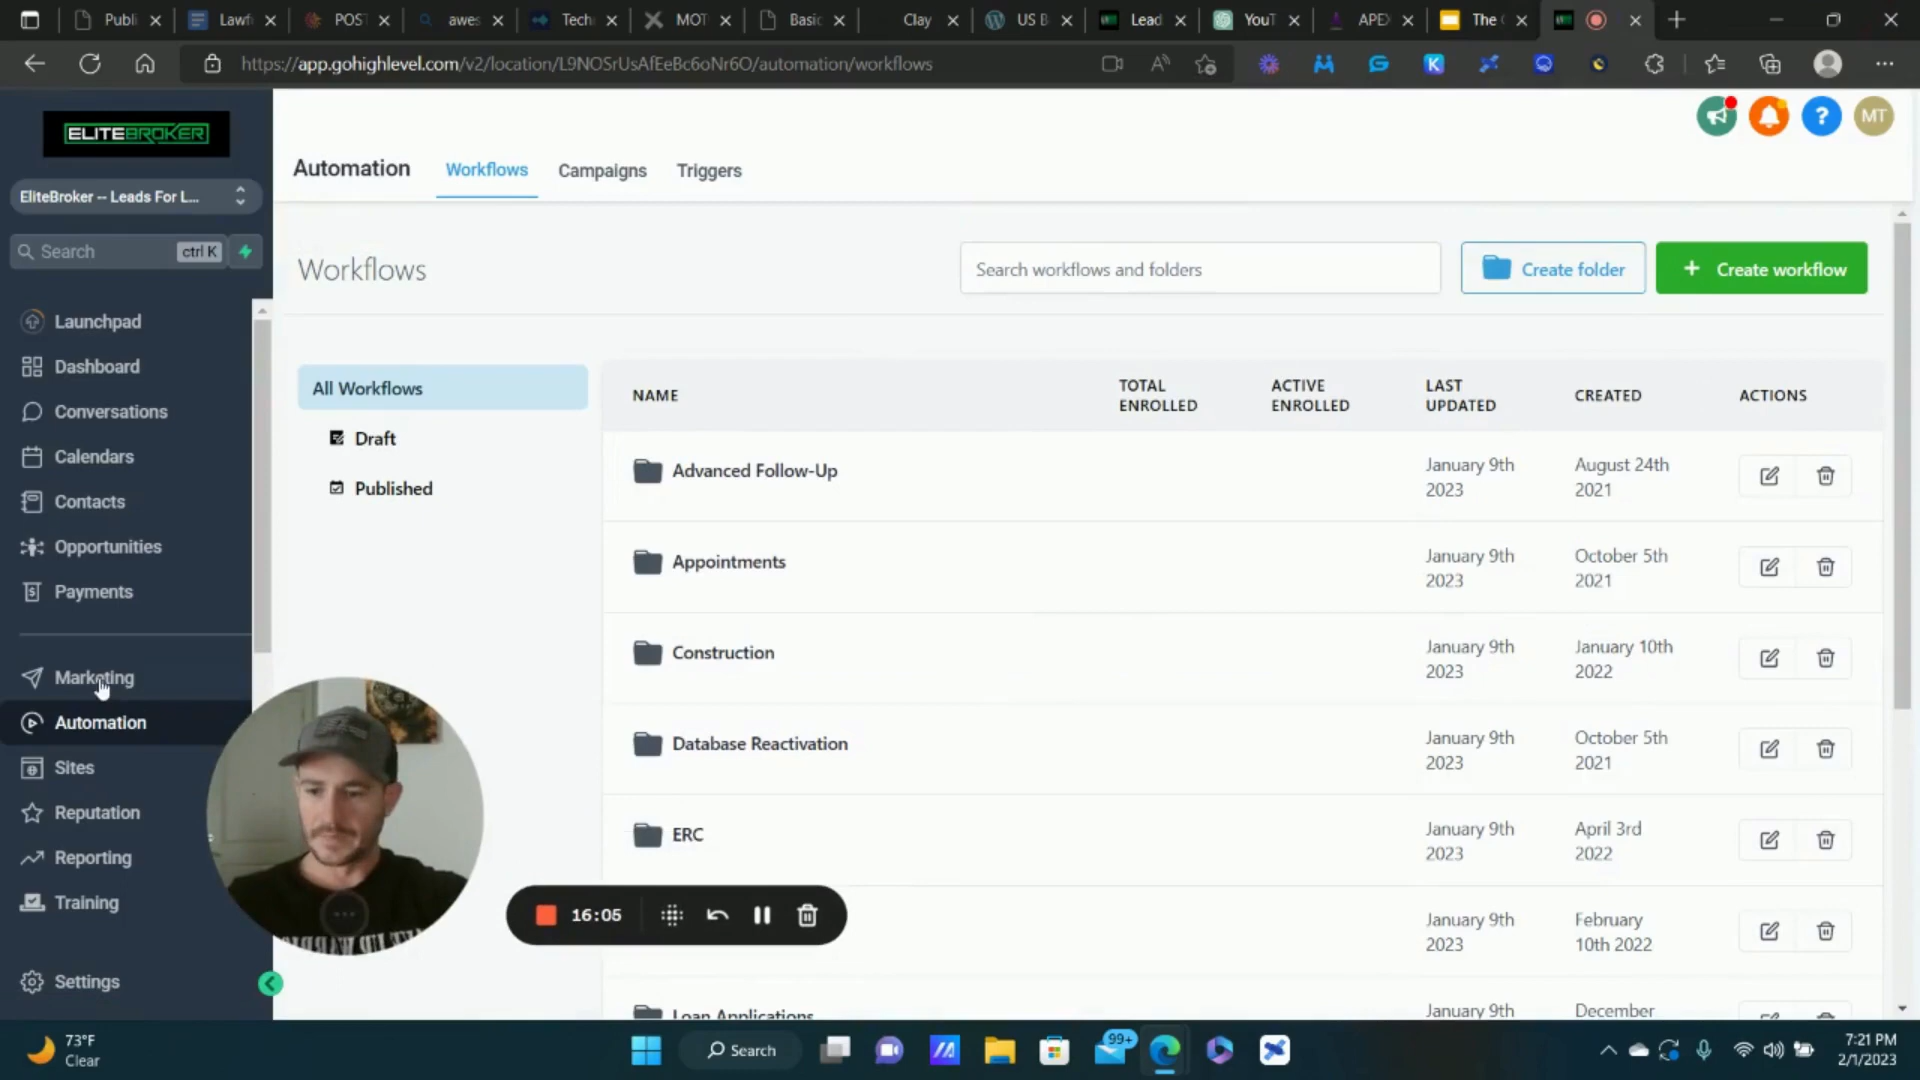 Publi
Lawf
POST
awes
Tech
MOT
Basic
Clay
US B
Lead
YouT
APEX
The
https://app.gohighlevel.com/v2/location/L9NOSrUsAfEeBc6oNr6O/automation/workflows
ELITEBROKER
EliteBroker -- Leads For L...
Search ctrl K
Launchpad
Dashboard
Conversations
Calendars
Contacts
Opportunities
Payments
Marketing
Automation
Sites
Reputation
Reporting
Training
Settings
MT
Automation Workflows Campaigns Triggers
Workflows
Search workflows and folders
Create folder
+ Create workflow
All Workflows
Draft
Published
NAME TOTAL ENROLLED ACTIVE ENROLLED LAST UPDATED CREATED ACTIONS
Advanced Follow-Up January 9th 2023 August 24th 2021
Appointments January 9th 2023 October 5th 2021
Construction January 9th 2023 January 10th 2022
Database Reactivation January 9th 2023 October 5th 2021
ERC January 9th 2023 April 3rd 2022
January 9th 2023 February 10th 2022
Loan Applications January 9th December
16:05
73°F
Clear
Search
99+
7:21 PM
2/1/2023